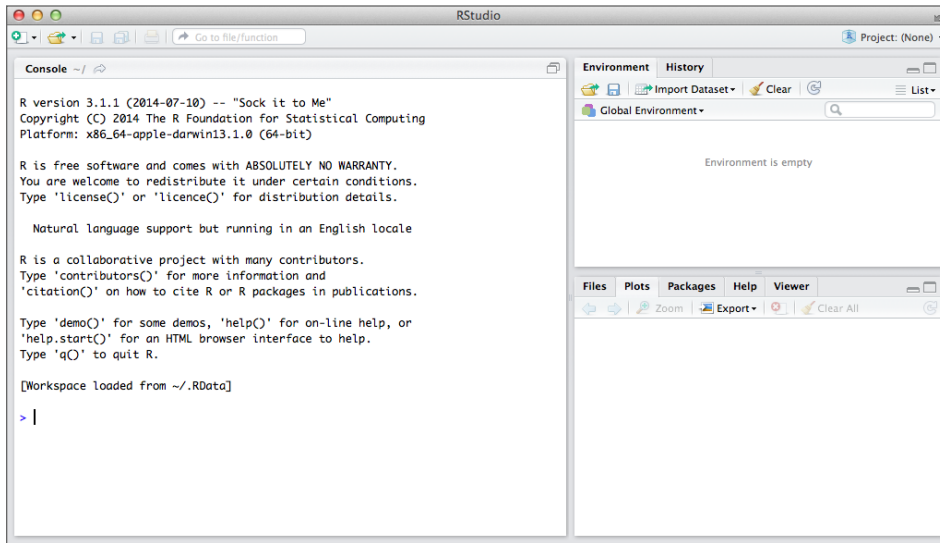 RStudio
Go to file/function
Project: (None)
Console ~/
R version 3.1.1 (2014-07-10) -- "Sock it to Me"
Copyright (C) 2014 The R Foundation for Statistical Computing
Platform: x86_64-apple-darwin13.1.0 (64-bit)
R is free software and comes with ABSOLUTELY NO WARRANTY.
You are welcome to redistribute it under certain conditions.
Type 'license()' or 'licence()' for distribution details.
Natural language support but running in an English locale
R is a collaborative project with many contributors.
Type 'contributors()' for more information and
'citation()' on how to cite R or R packages in publications.
Type 'demo()' for some demos, 'help()' for on-line help, or
'help.start()' for an HTML browser interface to help.
Type 'q()' to quit R.
[Workspace loaded from ~/.RData]
>
Environment History
Import Dataset Clear List
Global Environment
Environment is empty
Files Plots Packages Help Viewer
Zoom Export Clear All